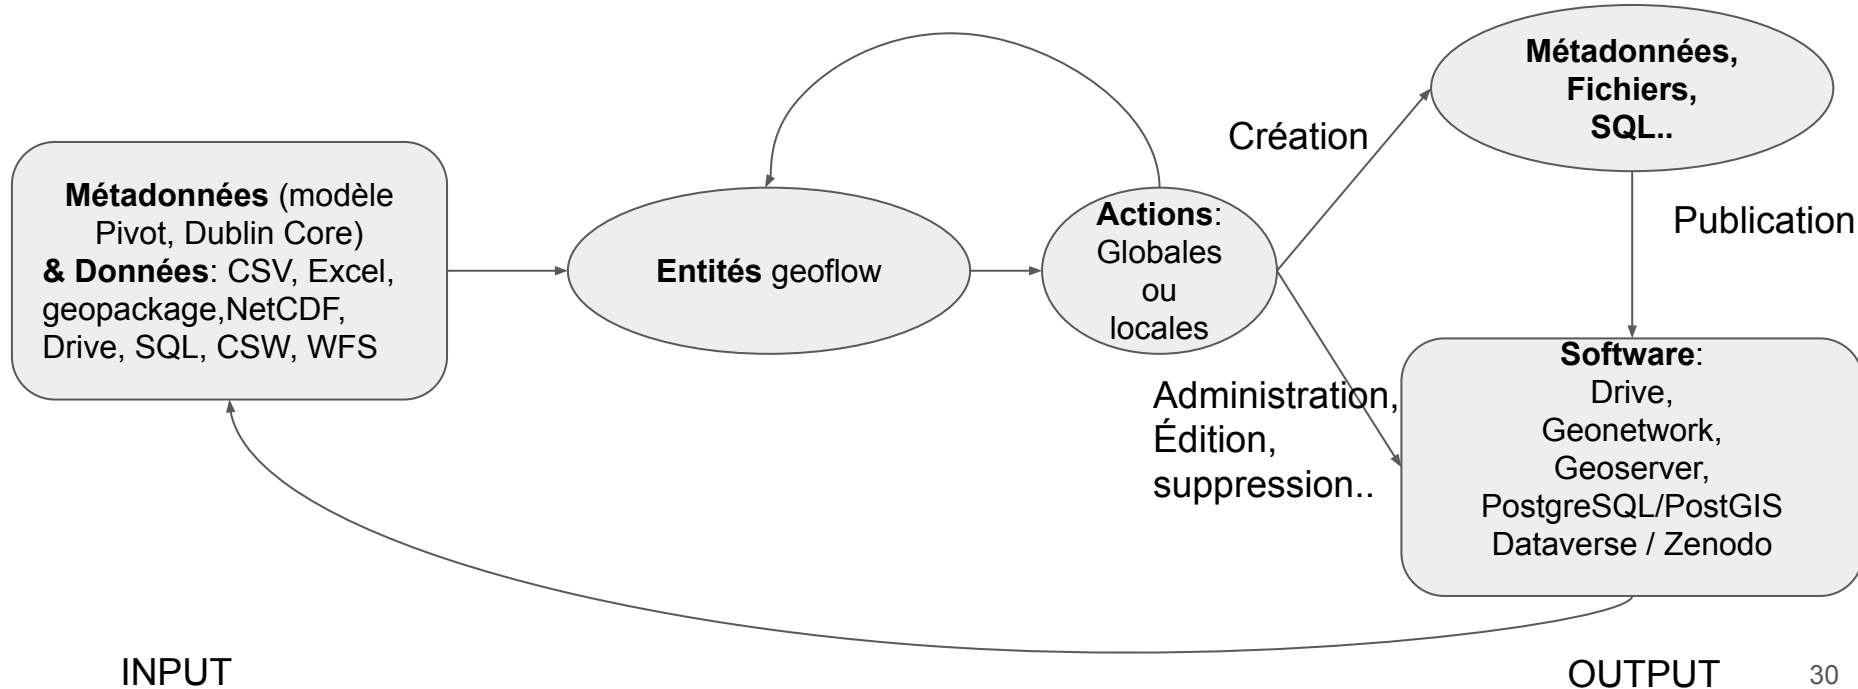 Métadonnées (modèle
Pivot, Dublin Core)
& Données: CSV, Excel,
geopackage,NetCDF,
Drive, SQL, CSW, WFS
Entités geoflow
Actions:
Globales
ou
locales
Création
Métadonnées,
Fichiers,
SQL..
Publication
Administration,
Édition,
suppression..
Software:
Drive,
Geonetwork,
Geoserver,
PostgreSQL/PostGIS
Dataverse / Zenodo
INPUT
OUTPUT
30